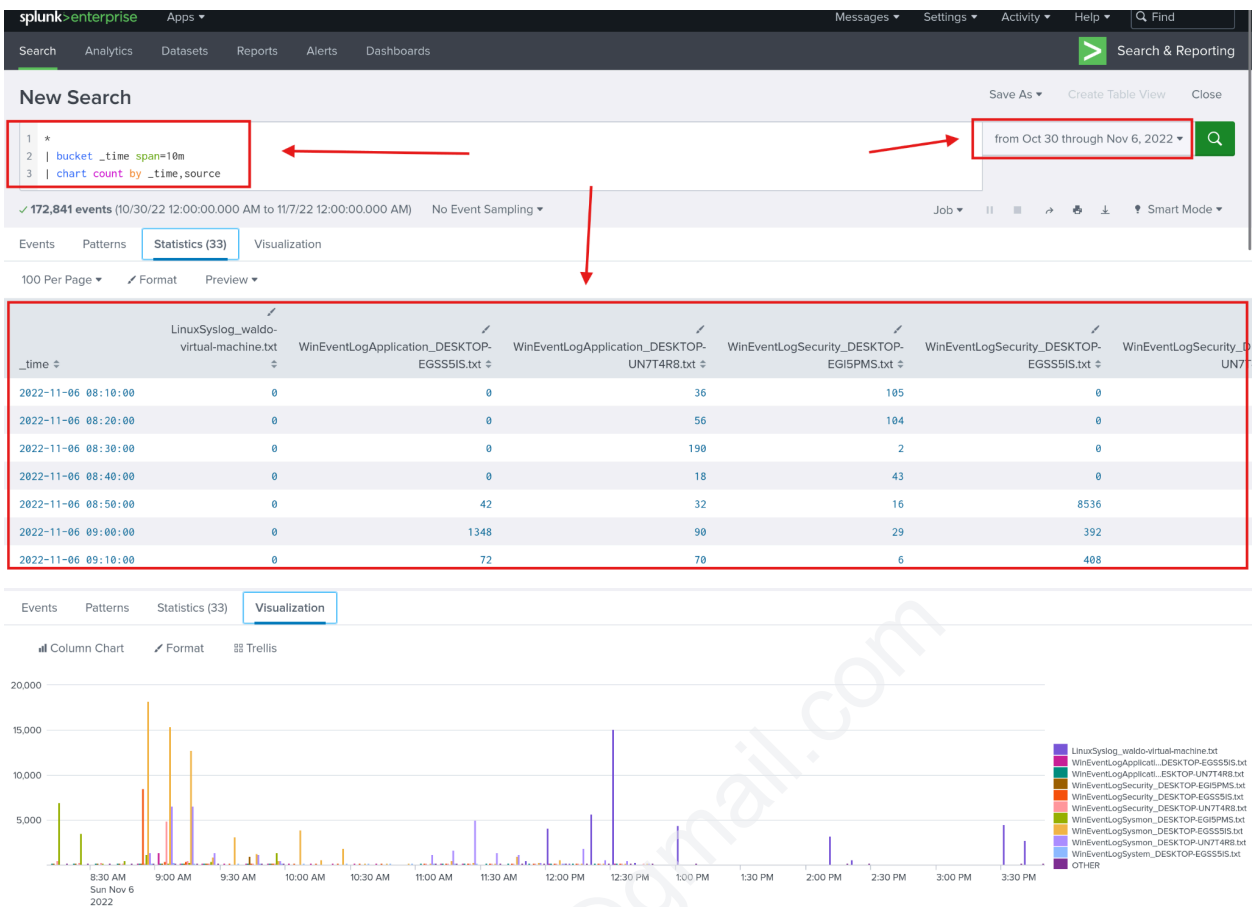 splunk>enterprise Apps ▾ Messages ▾ Settings ▾ Activity ▾ Help ▾ Find
Search Analytics Datasets Reports Alerts Dashboards > Search & Reporting
New Search Save As ▾ Create Table View Close
1 *
2 | bucket _time span=10m
3 | chart count by _time,source
from Oct 30 through Nov 6, 2022 ▾
✓ 172,841 events (10/30/22 12:00:00.000 AM to 11/7/22 12:00:00.000 AM) No Event Sampling ▾ Job ▾ Smart Mode ▾
Events Patterns Statistics (33) Visualization
100 Per Page ▾ Format Preview ▾
LinuxSyslog_waldo-
virtual-machine.txt WinEventLogApplication_DESKTOP- WinEventLogApplication_DESKTOP- WinEventLogSecurity_DESKTOP- WinEventLogSecurity_DESKTOP- WinEventLogSecurity_D
_time EGSS5IS.txt UN7T4R8.txt EGI5PMS.txt EGSS5IS.txt UN7T
2022-11-06 08:10:00 0 0 36 105 0
2022-11-06 08:20:00 0 0 56 104 0
2022-11-06 08:30:00 0 0 190 2 0
2022-11-06 08:40:00 0 0 18 43 0
2022-11-06 08:50:00 0 42 32 16 8536
2022-11-06 09:00:00 0 1348 90 29 392
2022-11-06 09:10:00 0 72 70 6 408
Events Patterns Statistics (33) Visualization
Column Chart Format Trellis
20,000
15,000
10,000
5,000
8:30 AM 9:00 AM 9:30 AM 10:00 AM 10:30 AM 11:00 AM 11:30 AM 12:00 PM 12:30 PM 1:00 PM 1:30 PM 2:00 PM 2:30 PM 3:00 PM 3:30 PM
Sun Nov 6
2022
LinuxSyslog_waldo-virtual-machine.txt
WinEventLogApplicati...DESKTOP-EGSS5IS.txt
WinEventLogApplicati...ESKTOP-UN7T4R8.txt
WinEventLogSecurity_DESKTOP-EGI5PMS.txt
WinEventLogSecurity_DESKTOP-EGSS5IS.txt
WinEventLogSecurity_DESKTOP-UN7T4R8.txt
WinEventLogSysmon_DESKTOP-EGI5PMS.txt
WinEventLogSysmon_DESKTOP-EGSS5IS.txt
WinEventLogSysmon_DESKTOP-UN7T4R8.txt
WinEventLogSystem_DESKTOP-EGSS5IS.txt
OTHER
@gmail.com